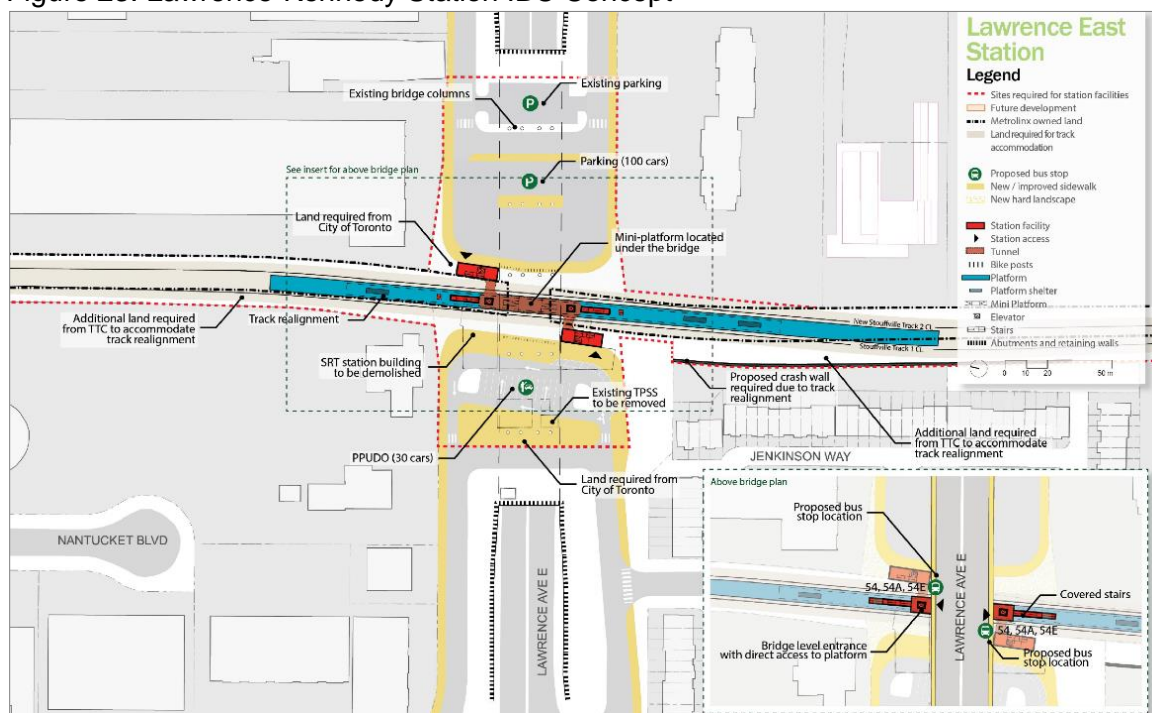 Figure 28: Lawrence-Kennedy Station IBC Concept
Lawrence East
Station
Legend
Sites required for station facilities
Future development
Metrolinx owned land
Land required for track
accommodation
Proposed bus stop
New / improved sidewalk
New hard landscape
Station facility
Station access
Tunnel
Bike posts
Platform
Platform shelter
Mini Platform
Elevator
Stairs
Abutments and retaining walls
0 10 20 50 m
Existing parking
P
Existing bridge columns
Parking (100 cars)
P
See insert for above bridge plan
Land required from
City of Toronto
Mini-platform located
under the bridge
Additional land required
from TTC to accommodate
track realignment
Track realignment
New Stouffville Track 2 CL
Stouffville Track 1 CL
SRT station building
to be demolished
Proposed crash wall
required due to track
realignment
Existing TPSS
to be removed
Additional land required
from TTC to accommodate
track realignment
PPUDO (30 cars)
JENKINSON WAY
Land required from
City of Toronto
NANTUCKET BLVD
LAWRENCE AVE E
Above bridge plan
Proposed bus
stop location
54, 54A, 54E
Covered stairs
54, 54A, 54E
Bridge level entrance
with direct access to platform
LAWRENCE AVE E
Proposed bus
stop location